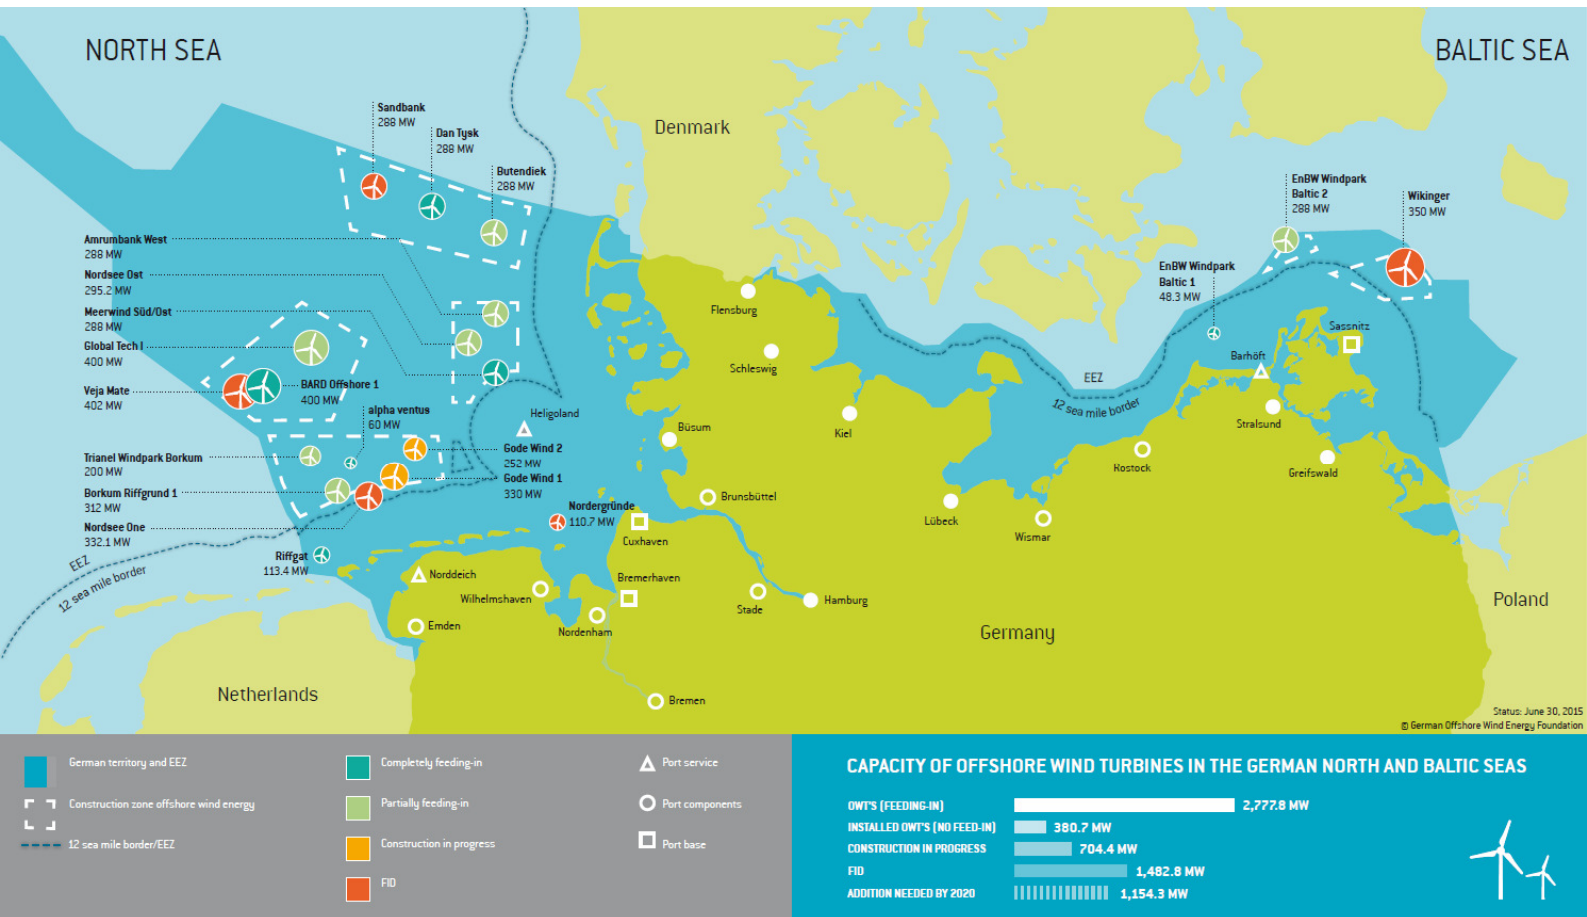 NORTH SEA
BALTIC SEA
Denmark
Sandbank
288 MW
Dan Tysk
288 MW
Butendiek
288 MW
Amrumbank West
288 MW
Nordsee Ost
295.2 MW
Meerwind Süd/Ost
288 MW
Global Tech I
400 MW
Veja Mate
402 MW
BARD Offshore 1
400 MW
alpha ventus
60 MW
Trianel Windpark Borkum
200 MW
Borkum Riffgrund 1
312 MW
Nordsee One
332.1 MW
Gode Wind 2
252 MW
Gode Wind 1
330 MW
Nordergründe
110.7 MW
Riffgat
113.4 MW
EEZ
12 sea mile border
EnBW Windpark
Baltic 2
288 MW
Wikinger
350 MW
EnBW Windpark
Baltic 1
48.3 MW
EEZ
12 sea mile border
Heligoland
Flensburg
Schleswig
Kiel
Büsum
Brunsbüttel
Cuxhaven
Bremerhaven
Norddeich
Wilhelmshaven
Emden
Nordenham
Stade
Hamburg
Bremen
Lübeck
Wismar
Rostock
Barhöft
Sassnitz
Stralsund
Greifswald
Germany
Poland
Netherlands
Status: June 30, 2015
© German Offshore Wind Energy Foundation
German territory and EEZ
Construction zone offshore wind energy
12 sea mile border/EEZ
Completely feeding-in
Partially feeding-in
Construction in progress
FID
Port service
Port components
Port base
CAPACITY OF OFFSHORE WIND TURBINES IN THE GERMAN NORTH AND BALTIC SEAS
OWT'S (FEEDING-IN) 2,777.8 MW
INSTALLED OWT'S (NO FEED-IN) 380.7 MW
CONSTRUCTION IN PROGRESS 704.4 MW
FID 1,482.8 MW
ADDITION NEEDED BY 2020 1,154.3 MW